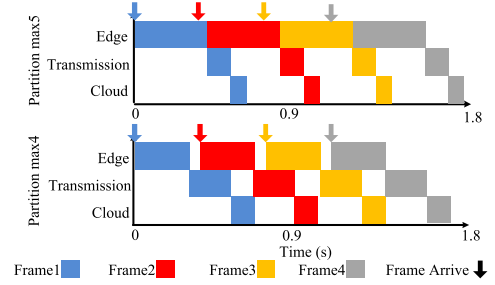 Partition max5
Edge
Transmission
Cloud
0
0.9
1.8
Partition max4
Edge
Transmission
Cloud
0
0.9
1.8
Time (s)
Frame1 Frame2 Frame3 Frame4 Frame Arrive